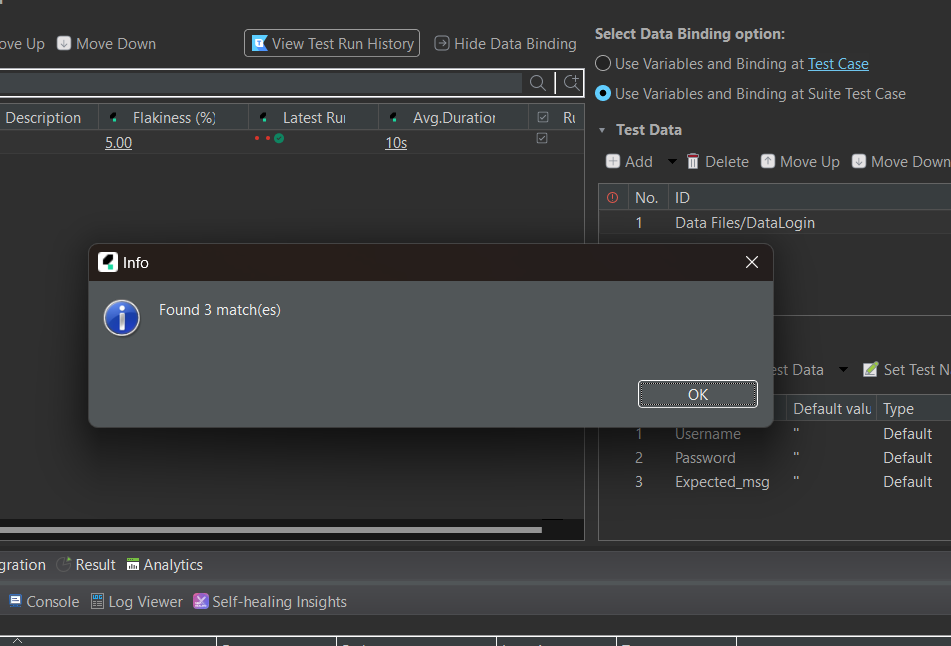 ove Up Move Down View Test Run History Hide Data Binding
Select Data Binding option:
Use Variables and Binding at Test Case
Use Variables and Binding at Suite Test Case
Description Flakiness (%) Latest Rur Avg.Duration Ru
5.00 10s
Test Data
Add Delete Move Up Move Down
No. ID
1 Data Files/DataLogin
Info
Found 3 match(es)
OK
est Data Set Test N
Default valu Type
1 Username '' Default
2 Password '' Default
3 Expected_msg '' Default
gration Result Analytics
Console Log Viewer Self-healing Insights